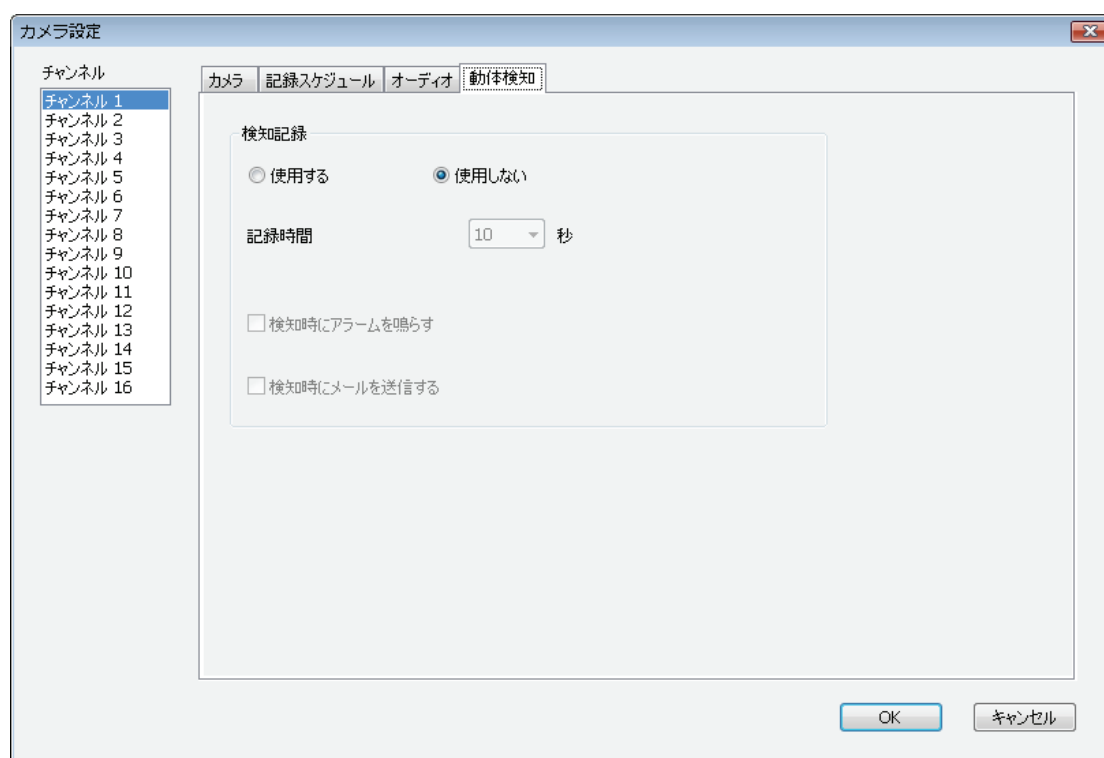 カメラ設定
チャンネル
チャンネル 1
チャンネル 2
チャンネル 3
チャンネル 4
チャンネル 5
チャンネル 6
チャンネル 7
チャンネル 8
チャンネル 9
チャンネル 10
チャンネル 11
チャンネル 12
チャンネル 13
チャンネル 14
チャンネル 15
チャンネル 16
カメラ 記録スケジュール オーディオ 動体検知
検知記録
使用する 使用しない
記録時間 10 秒
検知時にアラームを鳴らす
検知時にメールを送信する
OK キャンセル